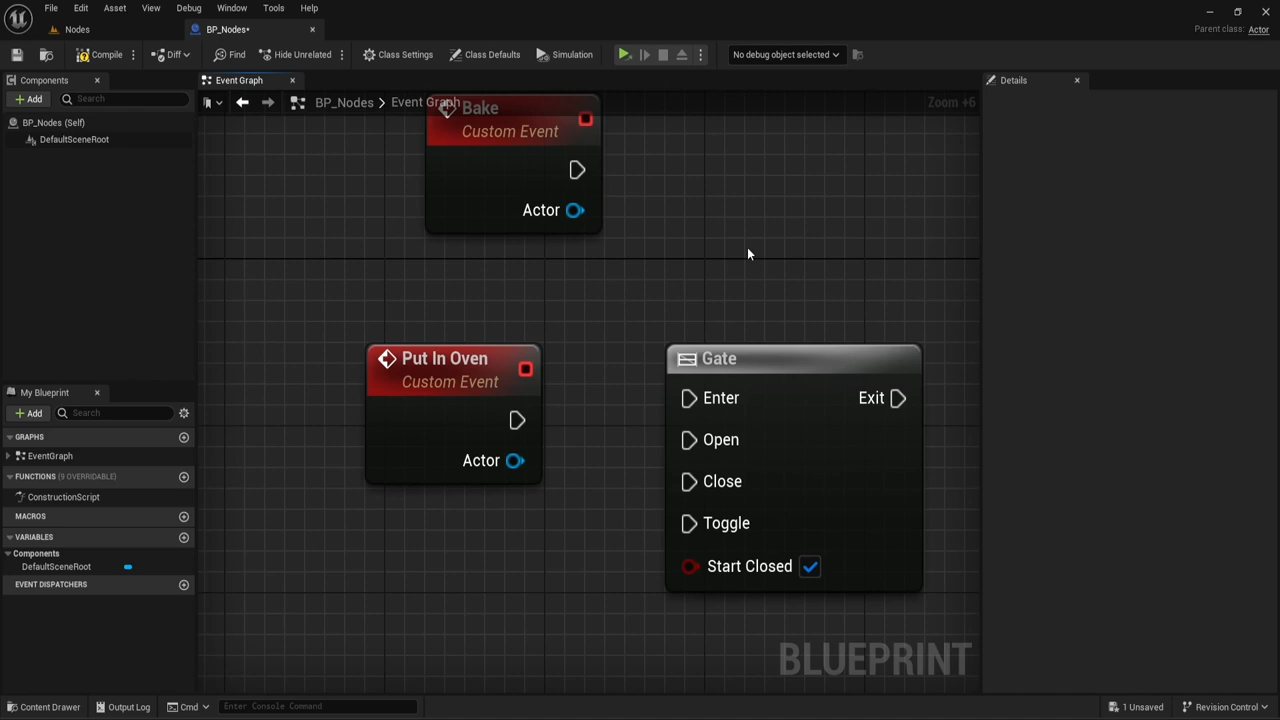 File Edit Asset View Debug Window Tools Help
Nodes
BP_Nodes*
Parent class: Actor
Compile
Diff
Find
Hide Unrelated
Class Settings
Class Defaults
Simulation
No debug object selected
Components
Add
Search
BP_Nodes (Self)
DefaultSceneRoot
My Blueprint
Add
Search
GRAPHS
EventGraph
FUNCTIONS (9 OVERRIDABLE)
ConstructionScript
MACROS
VARIABLES
Components
DefaultSceneRoot
EVENT DISPATCHERS
Event Graph
BP_Nodes > Event Graph
Zoom +6
Bake
Custom Event
Actor
Put In Oven
Custom Event
Actor
Gate
Enter
Exit
Open
Close
Toggle
Start Closed
BLUEPRINT
Details
Content Drawer
Output Log
Cmd
Enter Console Command
1 Unsaved
Revision Control